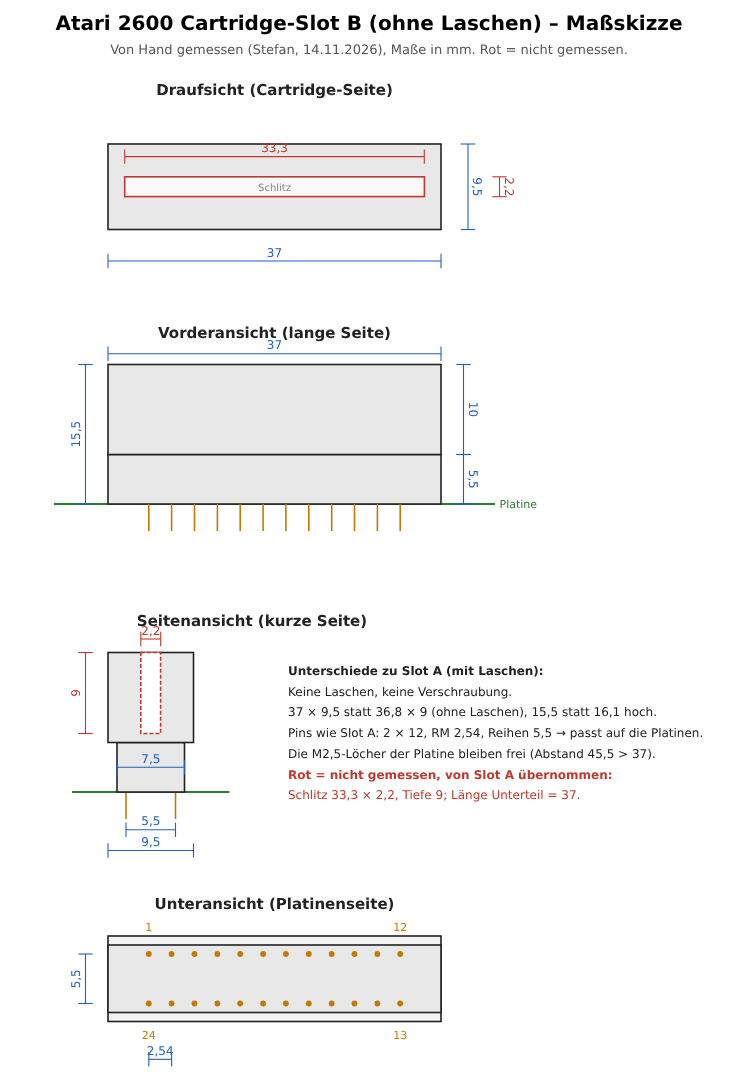 Atari 2600 Cartridge-Slot B (ohne Laschen) – Maßskizze
Von Hand gemessen (Stefan, 14.11.2026), Maße in mm. Rot = nicht gemessen.
Draufsicht (Cartridge-Seite)
33,3
Schlitz
9,5
2,2
37
Vorderansicht (lange Seite)
37
15,5
10
5,5
Platine
Seitenansicht (kurze Seite)
2,2
9
7,5
5,5
9,5
Unterschiede zu Slot A (mit Laschen):
Keine Laschen, keine Verschraubung.
37 × 9,5 statt 36,8 × 9 (ohne Laschen), 15,5 statt 16,1 hoch.
Pins wie Slot A: 2 × 12, RM 2,54, Reihen 5,5 → passt auf die Platinen.
Die M2,5-Löcher der Platine bleiben frei (Abstand 45,5 > 37).
Rot = nicht gemessen, von Slot A übernommen:
Schlitz 33,3 × 2,2, Tiefe 9; Länge Unterteil = 37.
Unteransicht (Platinenseite)
1
12
5,5
24
13
2,54